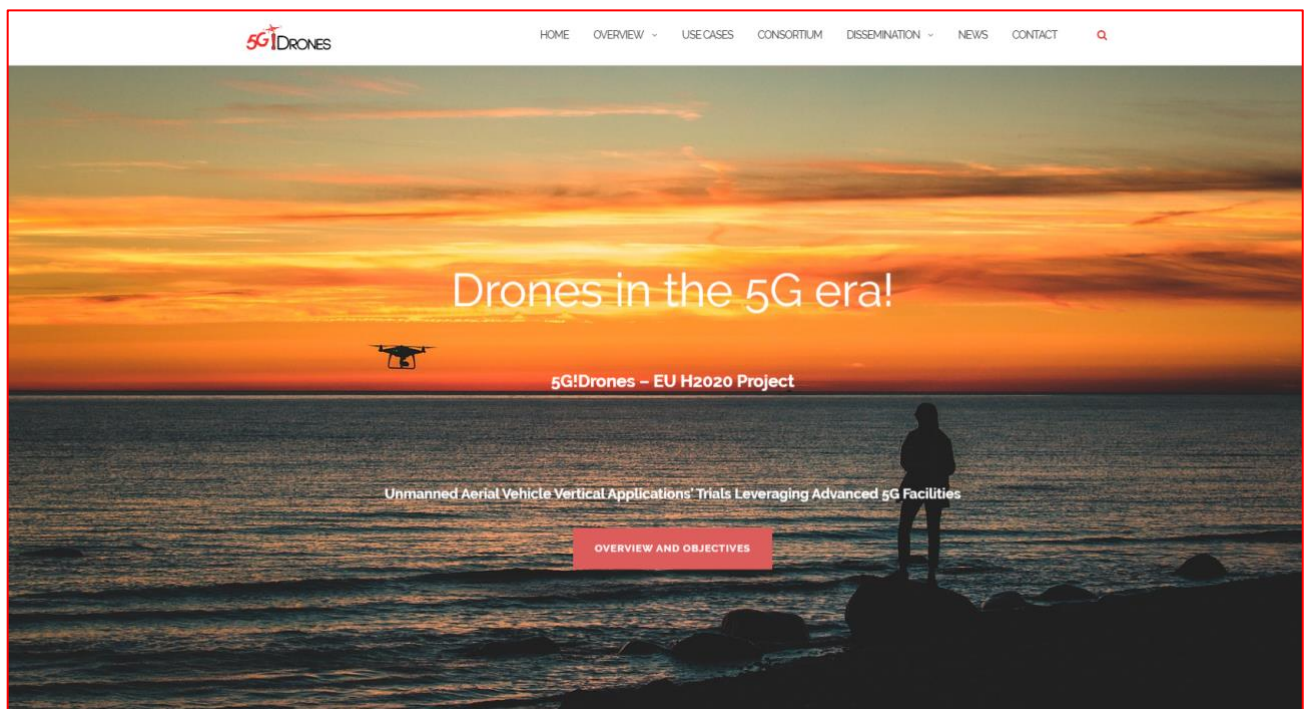 5G!DRONES
HOME OVERVIEW USE CASES CONSORTIUM DISSEMINATION NEWS CONTACT
Drones in the 5G era!
5G!Drones – EU H2020 Project
Unmanned Aerial Vehicle Vertical Applications' Trials Leveraging Advanced 5G Facilities
OVERVIEW AND OBJECTIVES